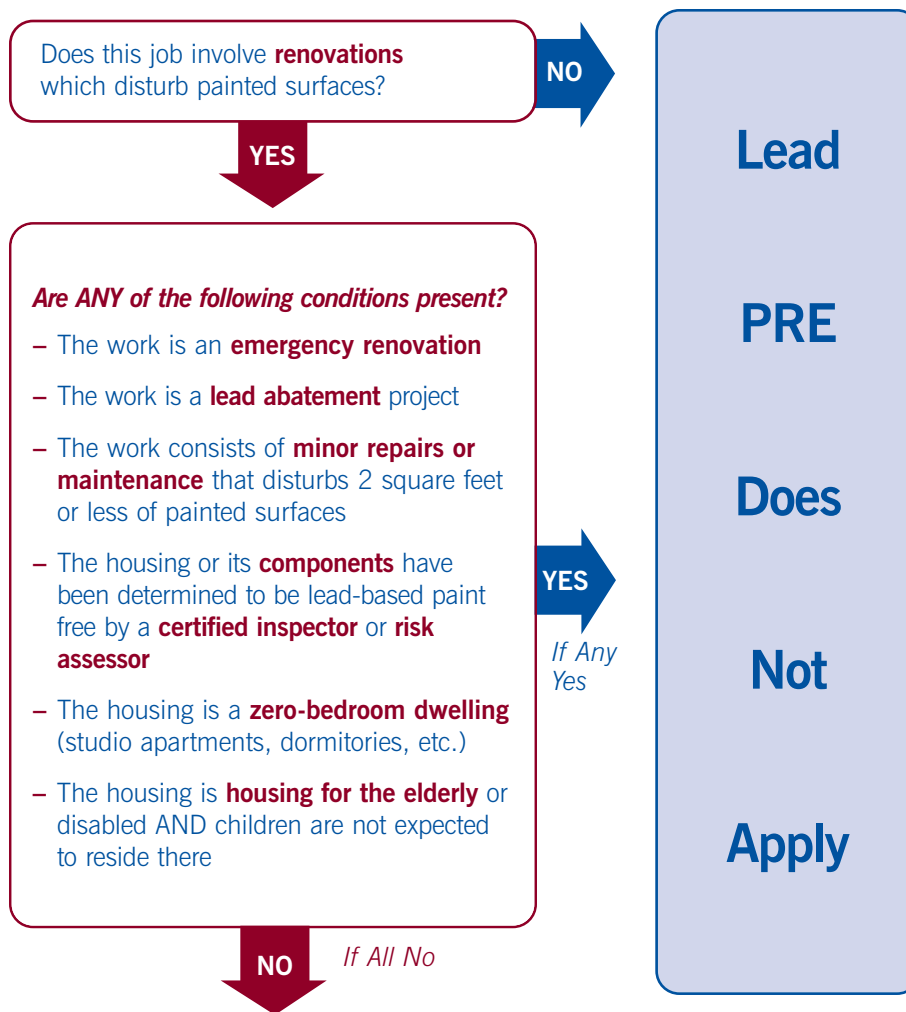 Does this job involve renovations
which disturb painted surfaces?
NO
YES
Are ANY of the following conditions present?
– The work is an emergency renovation
– The work is a lead abatement project
– The work consists of minor repairs or
maintenance that disturbs 2 square feet
or less of painted surfaces
– The housing or its components have
been determined to be lead-based paint
free by a certified inspector or risk
assessor
– The housing is a zero-bedroom dwelling
(studio apartments, dormitories, etc.)
– The housing is housing for the elderly or
disabled AND children are not expected
to reside there
YES
If Any
Yes
NO
If All No
Lead
PRE
Does
Not
Apply